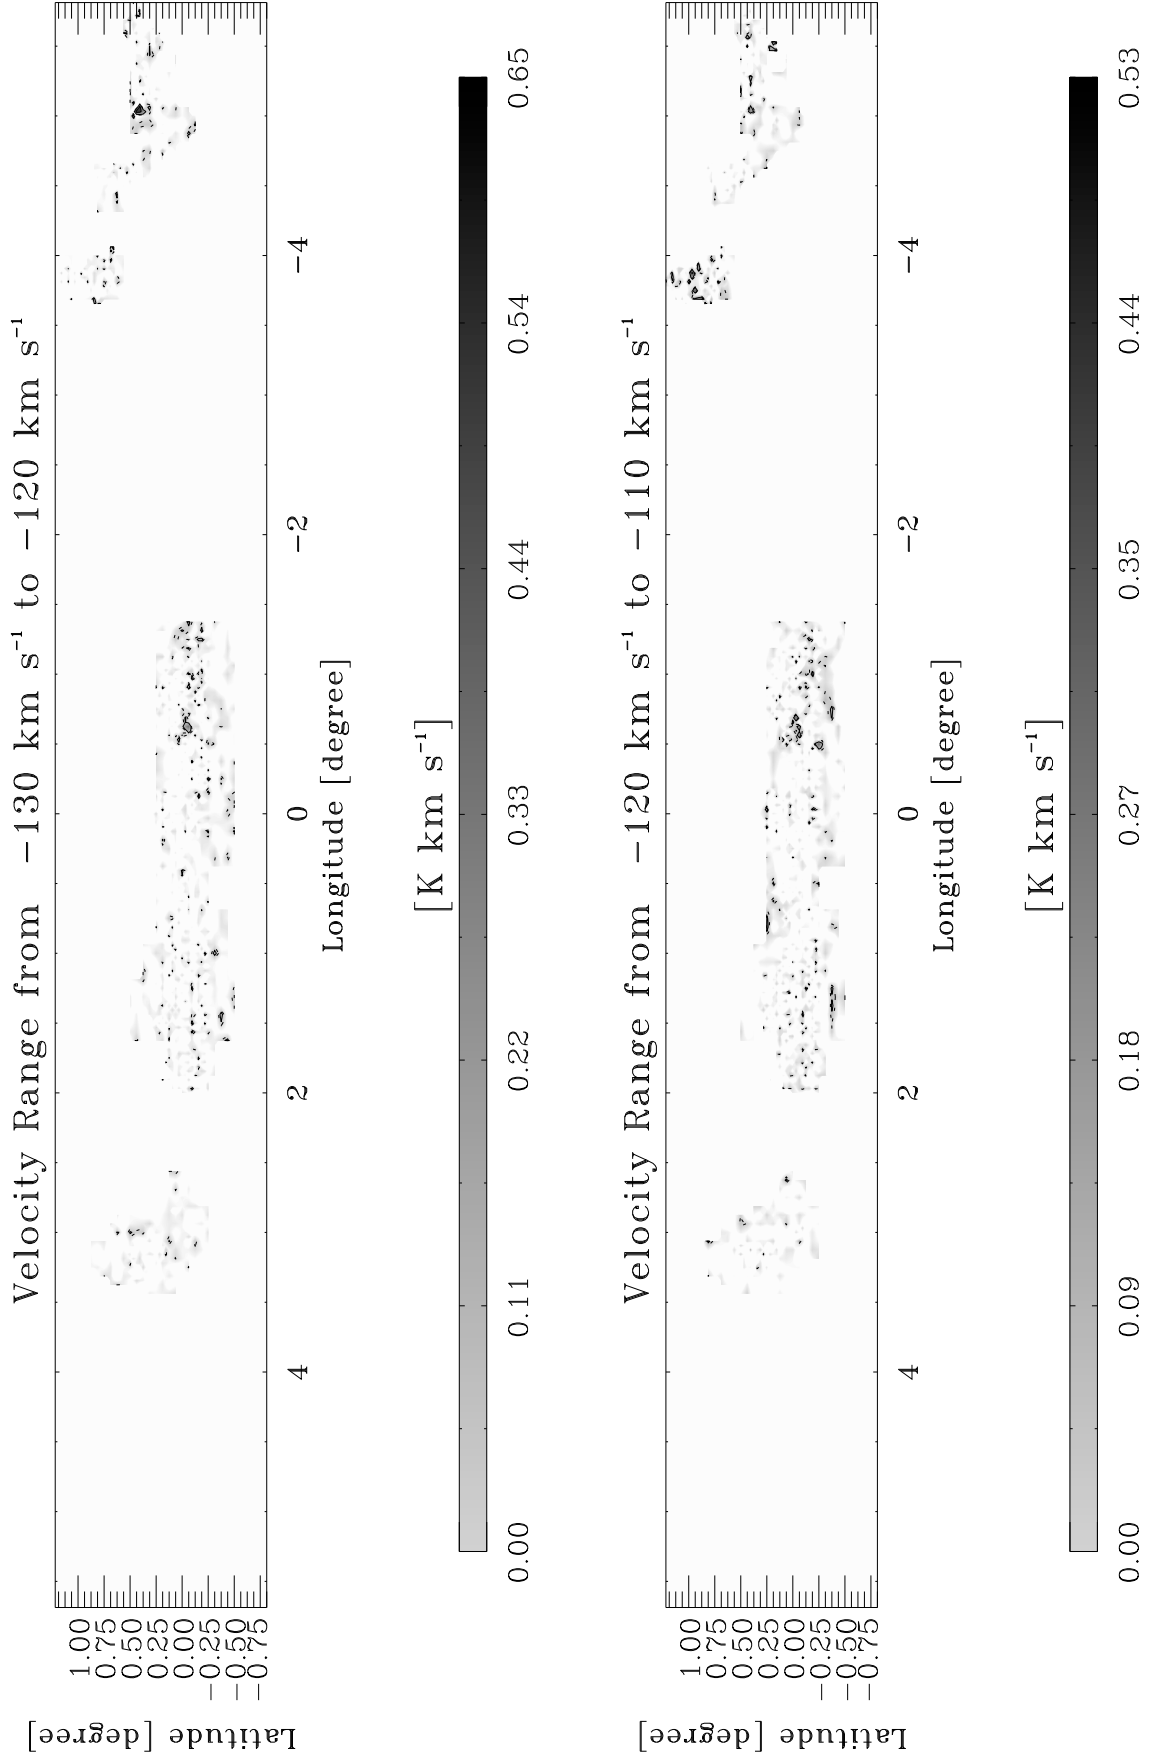 Velocity Range from −130 km s⁻¹ to −120 km s⁻¹
1.00
0.75
0.50
0.25
0.00
−0.25
−0.50
−0.75
Latitude [degree]
4 2 0 −2 −4
Longitude [degree]
[K km s⁻¹]
0.00 0.11 0.22 0.33 0.44 0.54 0.65
Velocity Range from −120 km s⁻¹ to −110 km s⁻¹
1.00
0.75
0.50
0.25
0.00
−0.25
−0.50
−0.75
Latitude [degree]
4 2 0 −2 −4
Longitude [degree]
[K km s⁻¹]
0.00 0.09 0.18 0.27 0.35 0.44 0.53